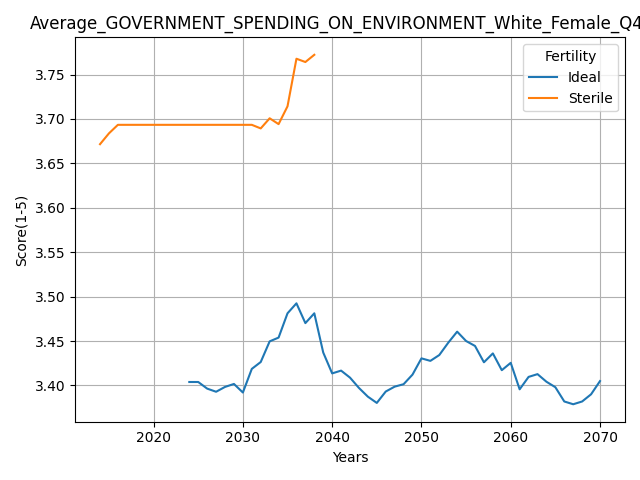 Average_GOVERNMENT_SPENDING_ON_ENVIRONMENT_White_Female_Q4
Fertility
Ideal
Sterile
Score(1-5)
3.75
3.70
3.65
3.60
3.55
3.50
3.45
3.40
2020 2030 2040 2050 2060 2070
Years